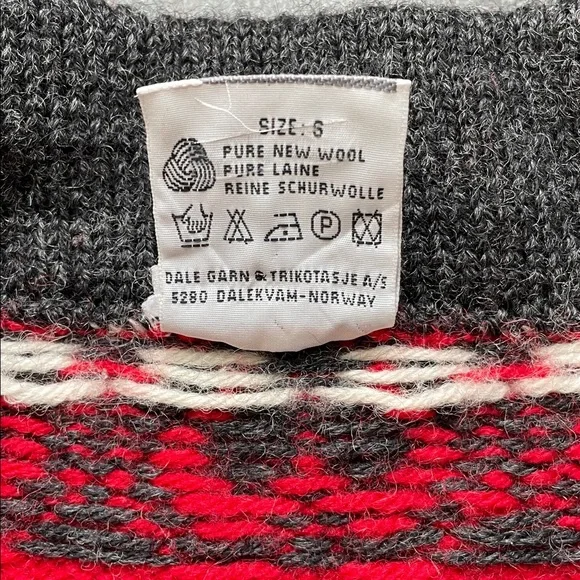 SIZE: S
PURE NEW WOOL
PURE LAINE
REINE SCHURWOLLE
P
DALE GARN & TRIKOTASJE A/S
5280 DALEKVAM-NORWAY